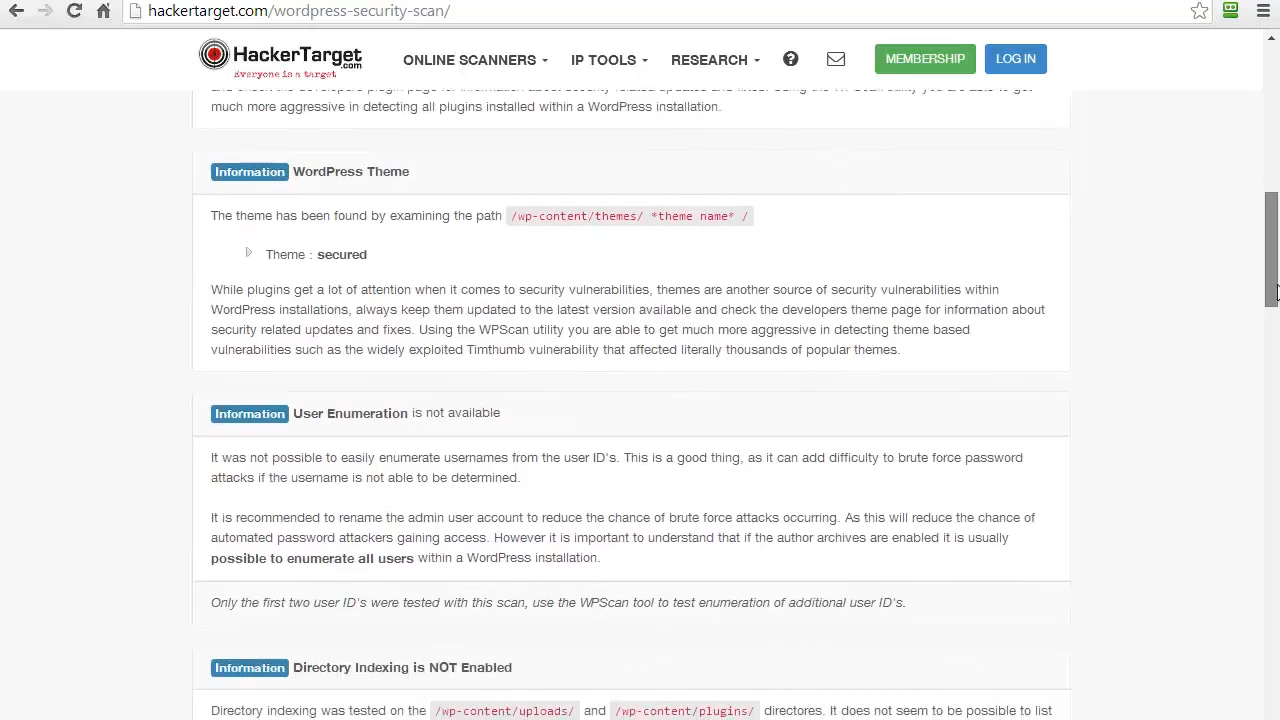 hackertarget.com/wordpress-security-scan/
HackerTarget.com
Everyone is a target
ONLINE SCANNERS IP TOOLS RESEARCH ? MEMBERSHIP LOG IN
much more aggressive in detecting all plugins installed within a WordPress installation.
Information WordPress Theme
The theme has been found by examining the path /wp-content/themes/ *theme name* /
Theme : secured
While plugins get a lot of attention when it comes to security vulnerabilities, themes are another source of security vulnerabilities within
WordPress installations, always keep them updated to the latest version available and check the developers theme page for information about
security related updates and fixes. Using the WPScan utility you are able to get much more aggressive in detecting theme based
vulnerabilities such as the widely exploited Timthumb vulnerability that affected literally thousands of popular themes.
Information User Enumeration is not available
It was not possible to easily enumerate usernames from the user ID's. This is a good thing, as it can add difficulty to brute force password
attacks if the username is not able to be determined.
It is recommended to rename the admin user account to reduce the chance of brute force attacks occurring. As this will reduce the chance of
automated password attackers gaining access. However it is important to understand that if the author archives are enabled it is usually
possible to enumerate all users within a WordPress installation.
Only the first two user ID's were tested with this scan, use the WPScan tool to test enumeration of additional user ID's.
Information Directory Indexing is NOT Enabled
Directory indexing was tested on the /wp-content/uploads/ and /wp-content/plugins/ directores. It does not seem to be possible to list